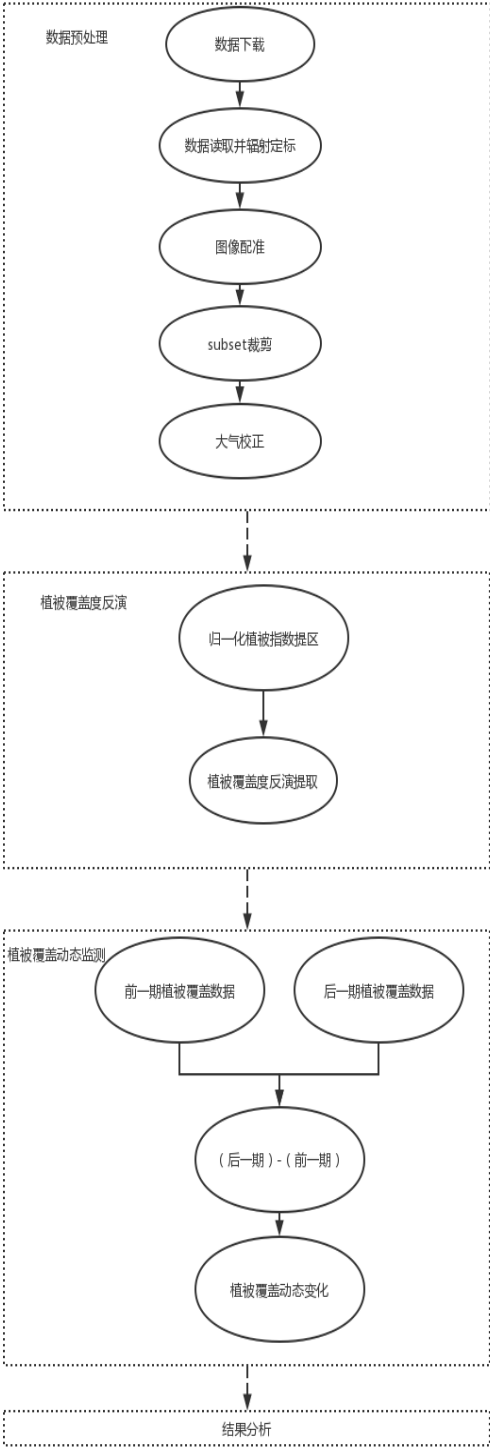 数据预处理
数据下载
数据读取并辐射定标
图像配准
subset裁剪
大气校正
植被覆盖度反演
归一化植被指数提区
植被覆盖度反演提取
植被覆盖动态监测
前一期植被覆盖数据
后一期植被覆盖数据
（后一期）-（前一期）
植被覆盖动态变化
结果分析